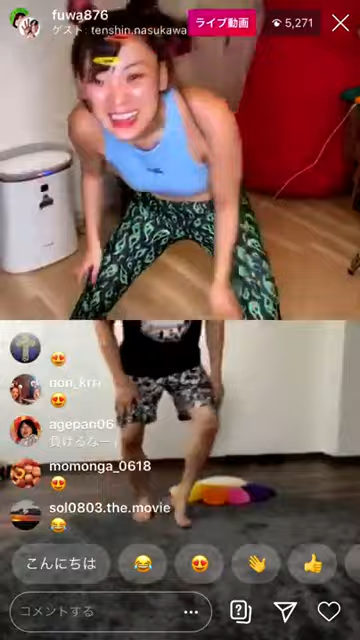 fuwa876
ゲスト: tenshin.nasukawa
ライブ動画
5,271
non_krn
agepan06
負けるなー！
momonga_0618
sol0803.the.movie
こんにちは
コメントする